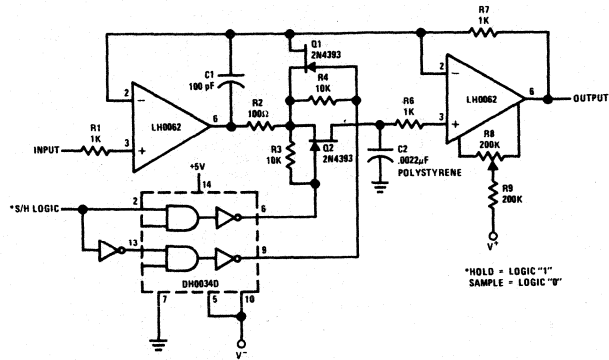 R7
1K
Q1
2N4393
C1
100 pF
R4
10K
2
3
6
LH0062
R2
100Ω
R1
1K
INPUT
R3
10K
Q2
2N4393
R6
1K
C2
.0022µF
POLYSTYRENE
2
3
6
LH0062
OUTPUT
R8
200K
R9
200K
V+
+5V
14
*S/H LOGIC
2
6
13
9
DH0034D
7
5
10
V−
*HOLD = LOGIC "1"
SAMPLE = LOGIC "0"